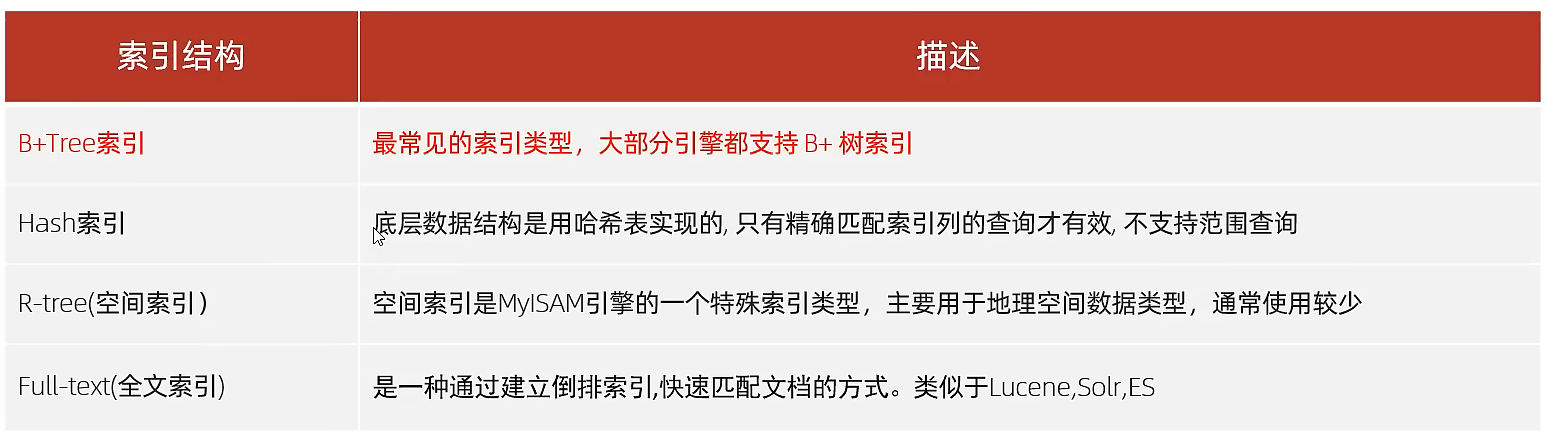 索引结构 描述
B+Tree索引 最常见的索引类型，大部分引擎都支持 B+ 树索引
Hash索引 底层数据结构是用哈希表实现的, 只有精确匹配索引列的查询才有效, 不支持范围查询
R-tree(空间索引） 空间索引是MyISAM引擎的一个特殊索引类型，主要用于地理空间数据类型，通常使用较少
Full-text(全文索引) 是一种通过建立倒排索引,快速匹配文档的方式。类似于Lucene,Solr,ES